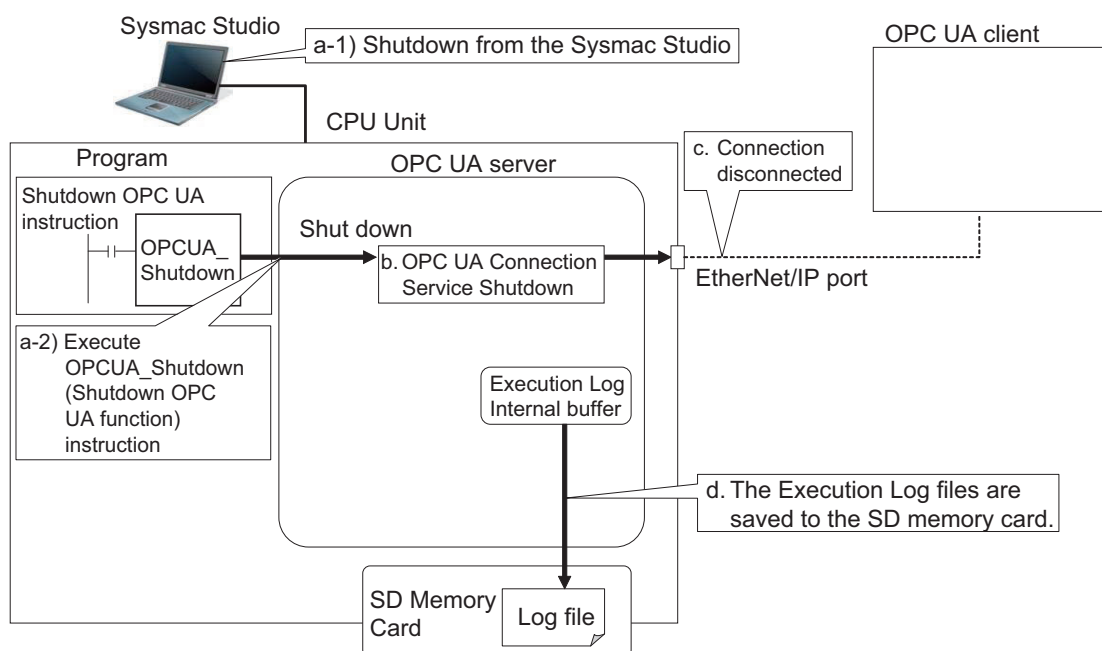 Sysmac Studio
a-1) Shutdown from the Sysmac Studio
OPC UA client
CPU Unit
Program
OPC UA server
c. Connection
disconnected
Shutdown OPC UA
instruction
OPCUA_
Shutdown
Shut down
b. OPC UA Connection
Service Shutdown
EtherNet/IP port
a-2) Execute
OPCUA_Shutdown
(Shutdown OPC
UA function)
instruction
Execution Log
Internal buffer
d. The Execution Log files are
saved to the SD memory card.
SD Memory
Card
Log file